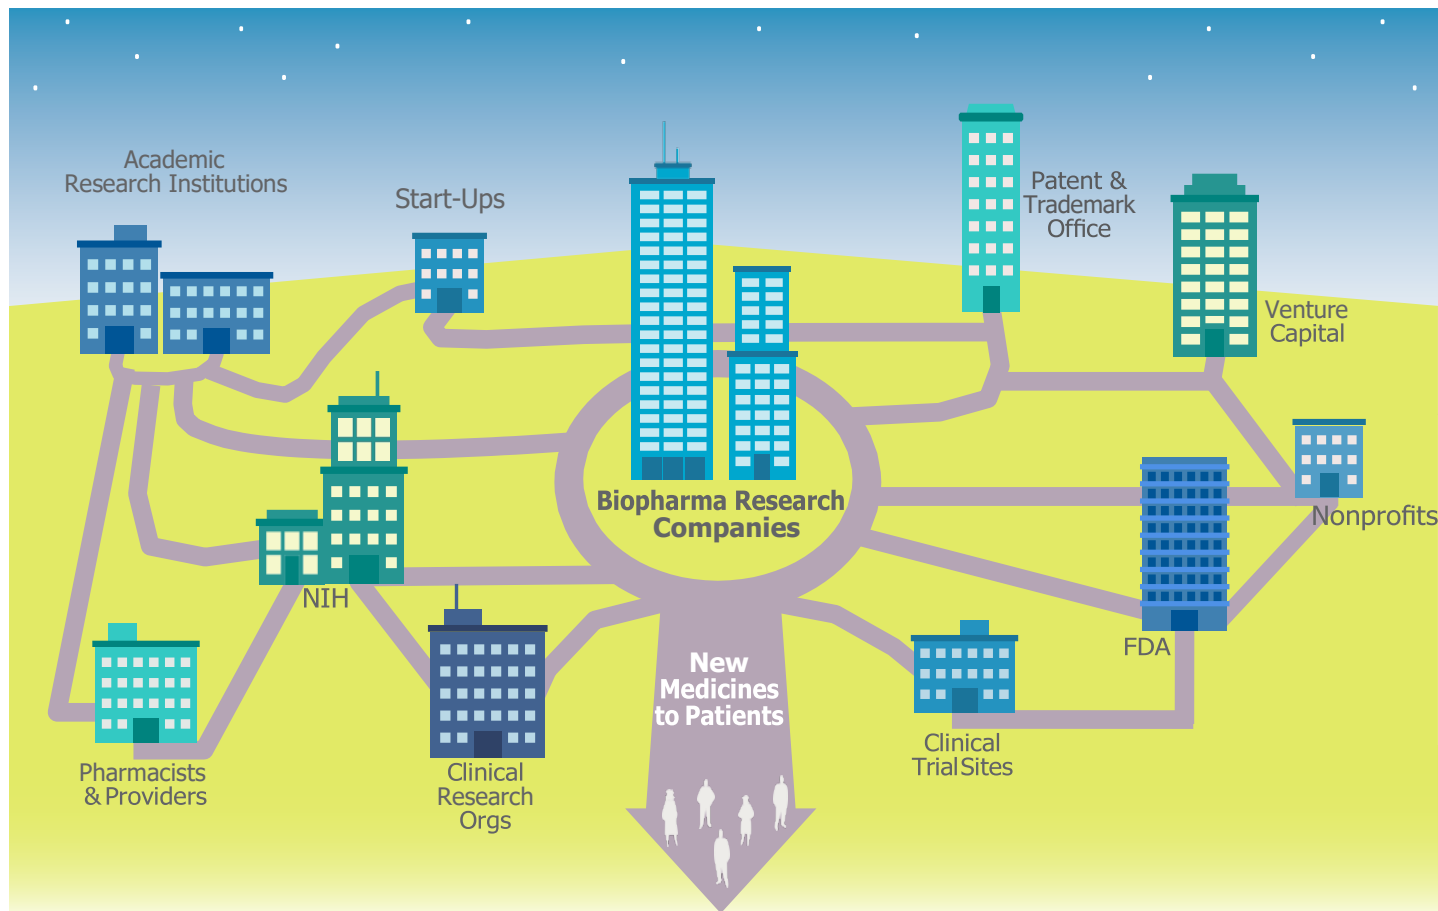 Academic
Research Institutions
Start-Ups
Patent &
Trademark
Office
Venture
Capital
Biopharma Research
Companies
Nonprofits
NIH
FDA
New
Medicines
to Patients
Pharmacists
& Providers
Clinical
Research
Orgs
Clinical
Trial Sites